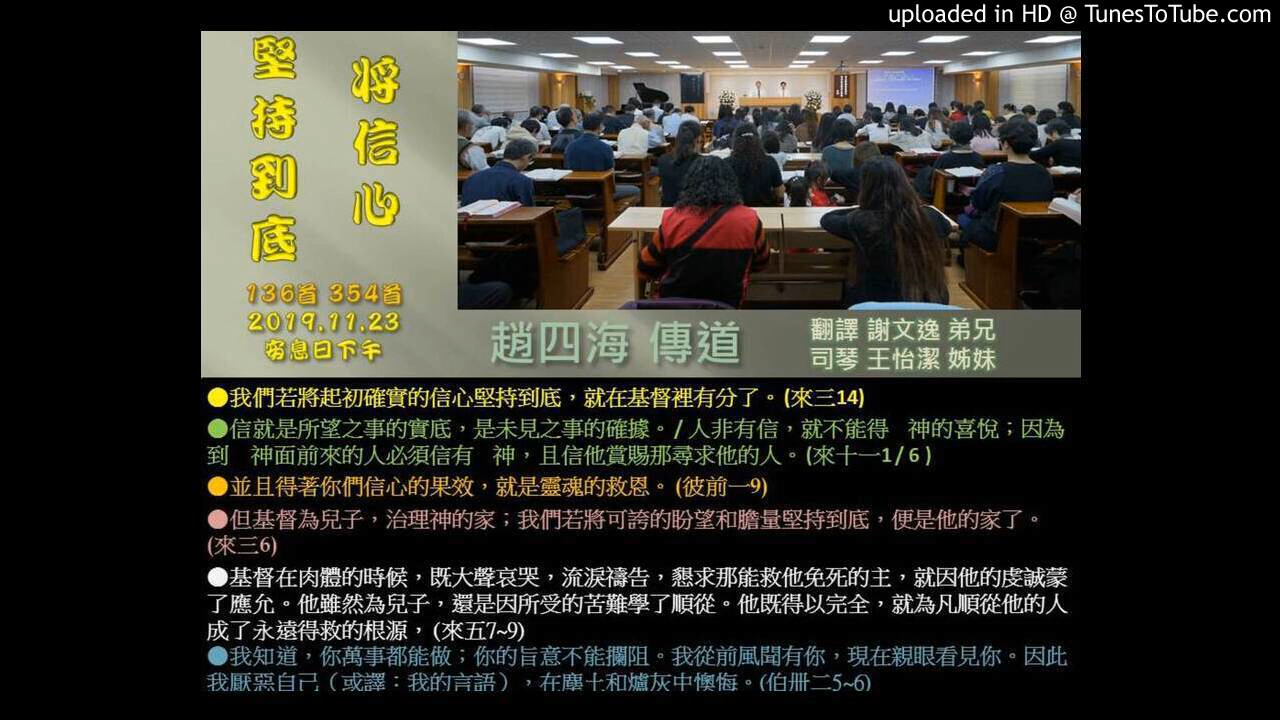 uploaded in HD @ TunesToTube.com
將信心
堅持到底
136首 354首
2019.11.23
安息日下午
趙四海 傳道
翻譯 謝文逸 弟兄
司琴 王怡潔 姊妹
●我們若將起初確實的信心堅持到底，就在基督裡有分了。(來三14)
●信就是所望之事的實底，是未見之事的確據。/ 人非有信，就不能得　神的喜悅；因為
到　神面前來的人必須信有　神，且信他賞賜那尋求他的人。(來十一1 / 6 )
●並且得著你們信心的果效，就是靈魂的救恩。 (彼前一9)
●但基督為兒子，治理神的家；我們若將可誇的盼望和膽量堅持到底，便是他的家了。
(來三6)
●基督在肉體的時候，既大聲哀哭，流淚禱告，懇求那能救他免死的主，就因他的虔誠蒙
了應允。他雖然為兒子，還是因所受的苦難學了順從。他既得以完全，就為凡順從他的人
成了永遠得救的根源， (來五7~9)
●我知道，你萬事都能做；你的旨意不能攔阻。我從前風聞有你，現在親眼看見你。因此
我厭惡自己（或譯：我的言語），在塵土和爐灰中懊悔。(伯卌二5~6)